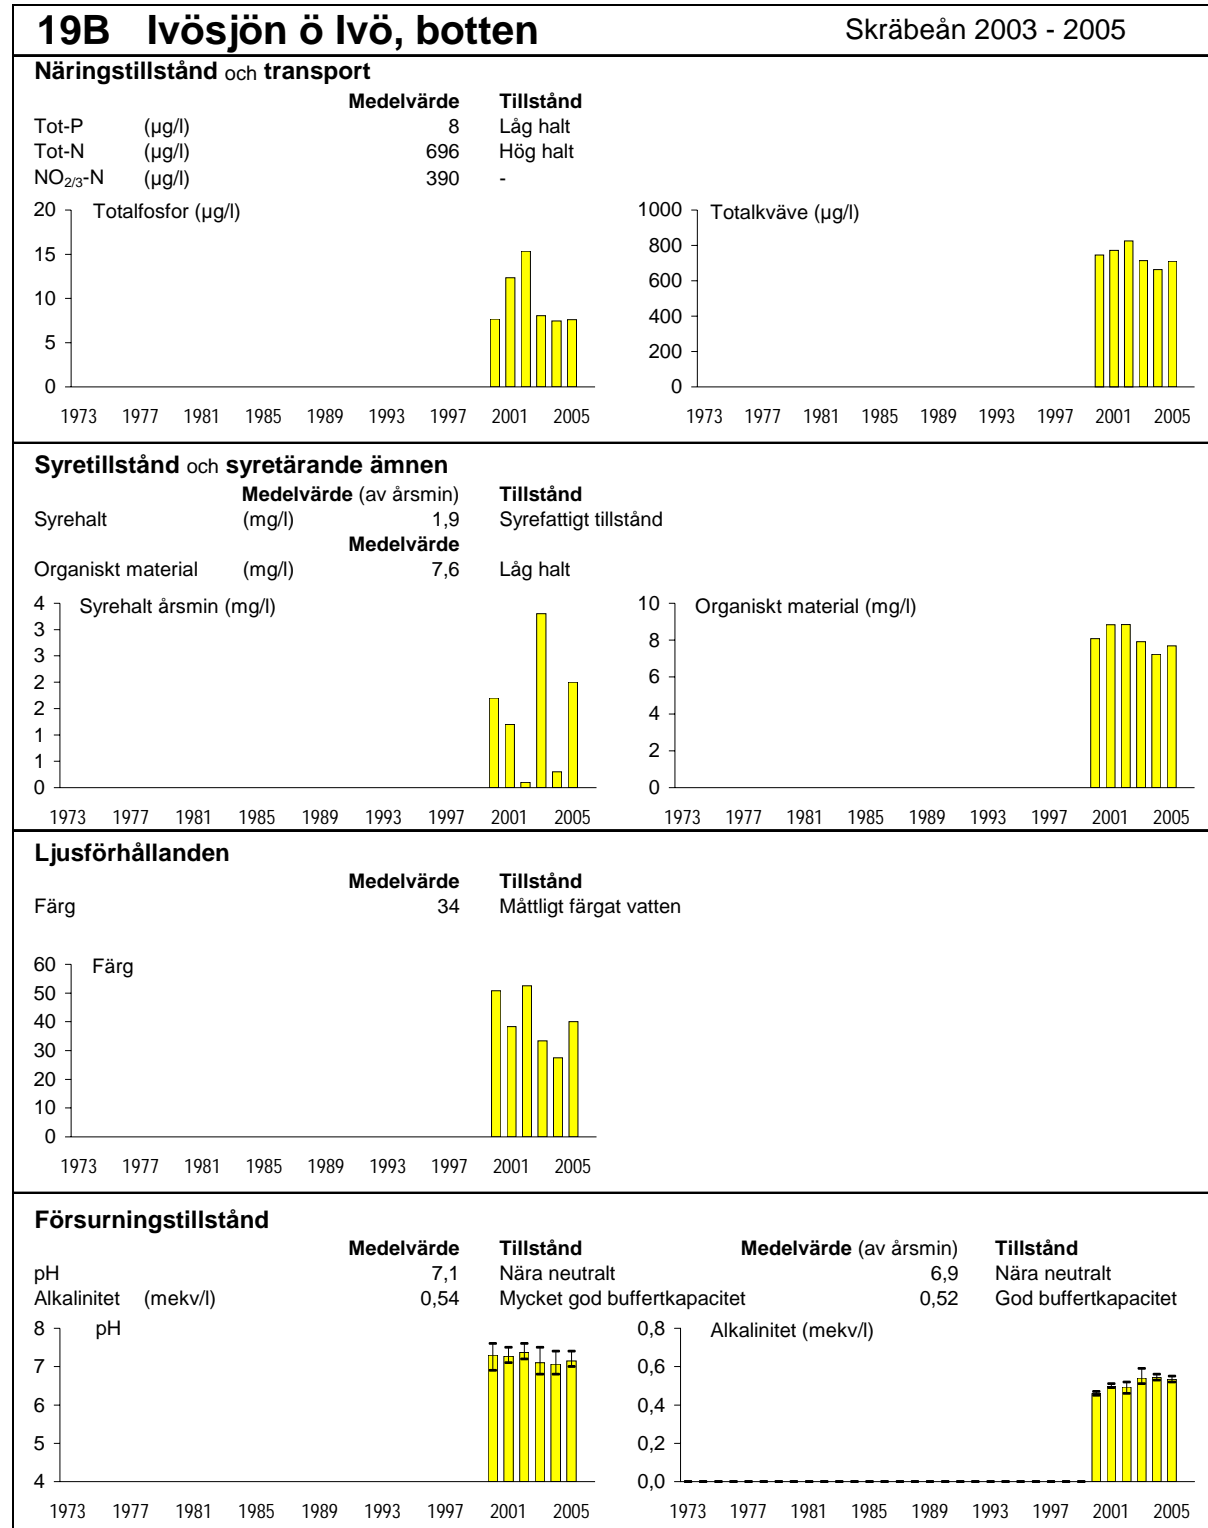 19B Ivösjön ö Ivö, botten Skräbeån 2003 - 2005
Näringstillstånd och transport
Medelvärde Tillstånd
Tot-P (µg/l) 8 Låg halt
Tot-N (µg/l) 696 Hög halt
NO2/3-N (µg/l) 390 -
Totalfosfor (µg/l)
20
15
10
5
0
1973 1977 1981 1985 1989 1993 1997 2001 2005
Totalkväve (µg/l)
1000
800
600
400
200
0
1973 1977 1981 1985 1989 1993 1997 2001 2005
Syretillstånd och syretärande ämnen
Medelvärde (av årsmin) Tillstånd
Syrehalt (mg/l) 1,9 Syrefattigt tillstånd
Medelvärde
Organiskt material (mg/l) 7,6 Låg halt
Syrehalt årsmin (mg/l)
4
3
3
2
2
1
1
0
1973 1977 1981 1985 1989 1993 1997 2001 2005
Organiskt material (mg/l)
10
8
6
4
2
0
1973 1977 1981 1985 1989 1993 1997 2001 2005
Ljusförhållanden
Medelvärde Tillstånd
Färg 34 Måttligt färgat vatten
Färg
60
50
40
30
20
10
0
1973 1977 1981 1985 1989 1993 1997 2001 2005
Försurningstillstånd
Medelvärde Tillstånd Medelvärde (av årsmin) Tillstånd
pH 7,1 Nära neutralt 6,9 Nära neutralt
Alkalinitet (mekv/l) 0,54 Mycket god buffertkapacitet 0,52 God buffertkapacitet
pH
8
7
6
5
4
1973 1977 1981 1985 1989 1993 1997 2001 2005
Alkalinitet (mekv/l)
0,8
0,6
0,4
0,2
0,0
1973 1977 1981 1985 1989 1993 1997 2001 2005